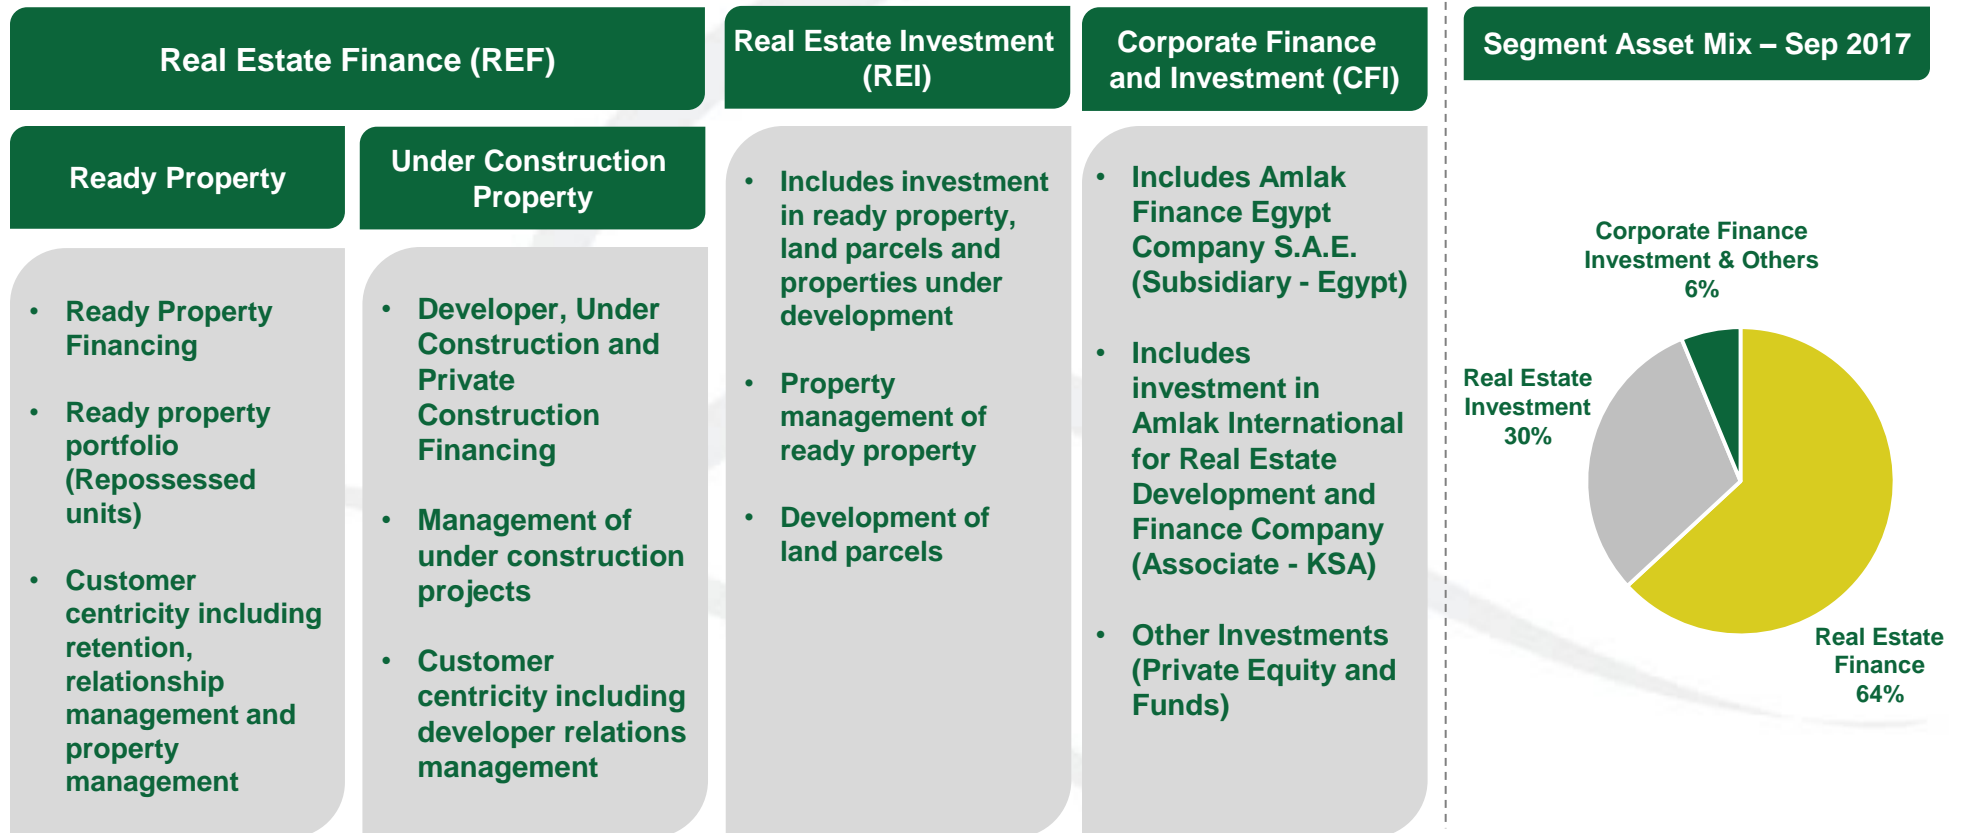 Real Estate Finance (REF)
Ready Property
• Ready Property
Financing
• Ready property
portfolio
(Repossessed
units)
• Customer
centricity including
retention,
relationship
management and
property
management
Under Construction
Property
• Developer, Under
Construction and
Private
Construction
Financing
• Management of
under construction
projects
• Customer
centricity including
developer relations
management
Real Estate Investment
(REI)
• Includes investment
in ready property,
land parcels and
properties under
development
• Property
management of
ready property
• Development of
land parcels
Corporate Finance
and Investment (CFI)
• Includes Amlak
Finance Egypt
Company S.A.E.
(Subsidiary - Egypt)
• Includes
investment in
Amlak International
for Real Estate
Development and
Finance Company
(Associate - KSA)
• Other Investments
(Private Equity and
Funds)
Segment Asset Mix – Sep 2017
Corporate Finance
Investment & Others
6%
Real Estate
Investment
30%
Real Estate
Finance
64%